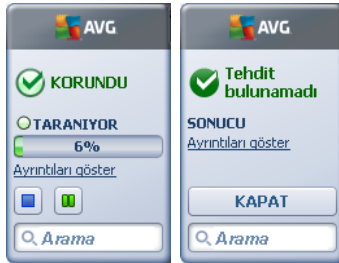 AVG
KORUNDU
TARANIYOR
6%
Ayrıntıları göster
Arama
AVG
Tehdit
bulunamadı
SONUCU
Ayrıntıları göster
KAPAT
Arama